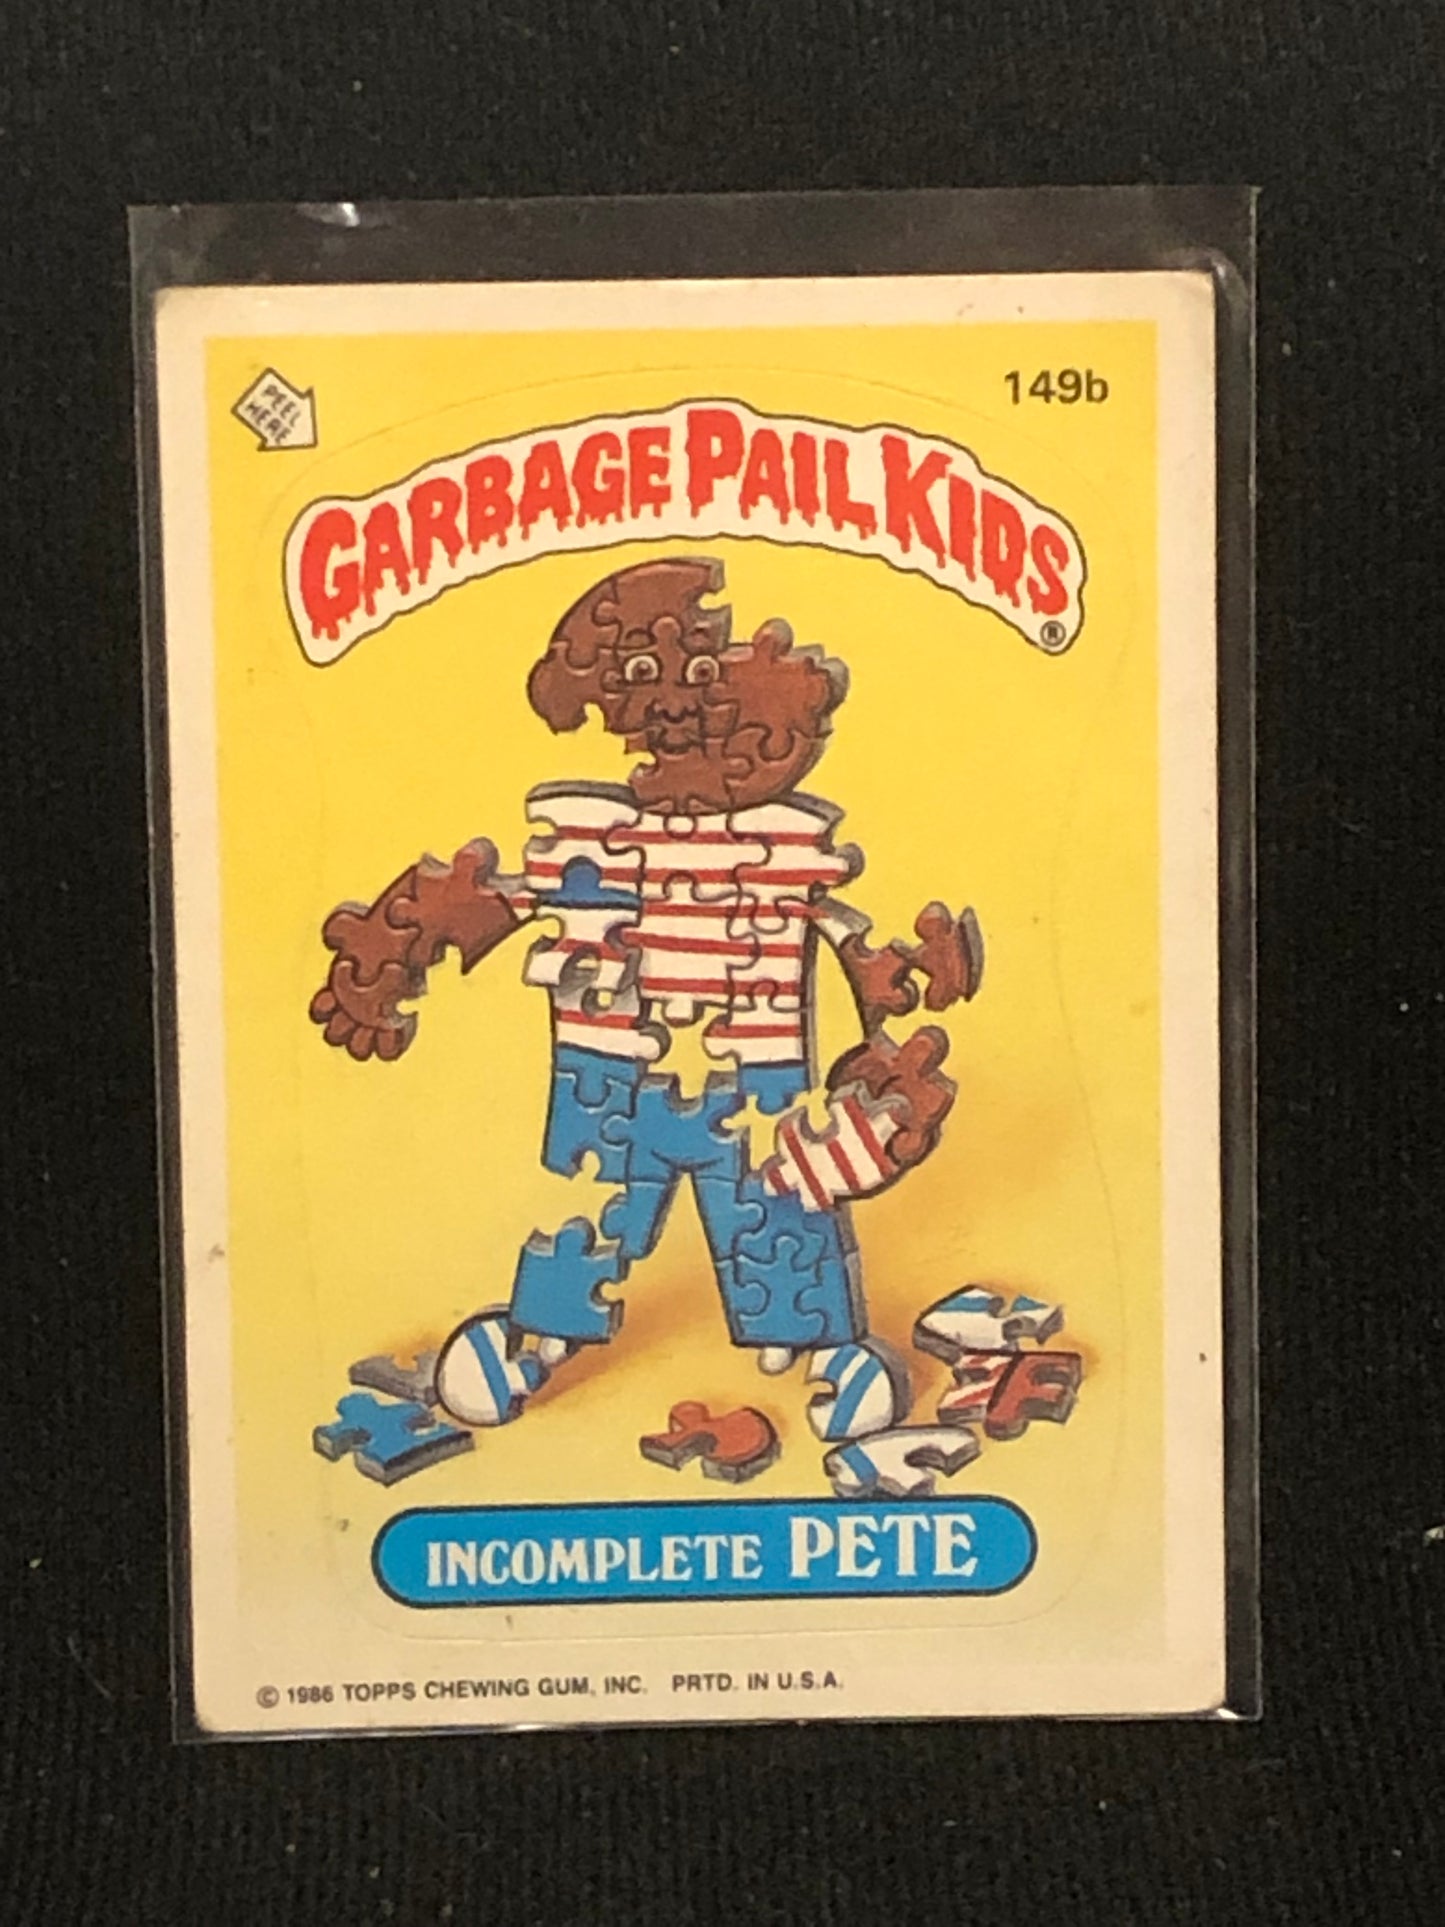 PEEL
HERE
149b
GARBAGE PAIL KIDS
®
INCOMPLETE PETE
© 1986 TOPPS CHEWING GUM, INC. PRTD. IN U.S.A.